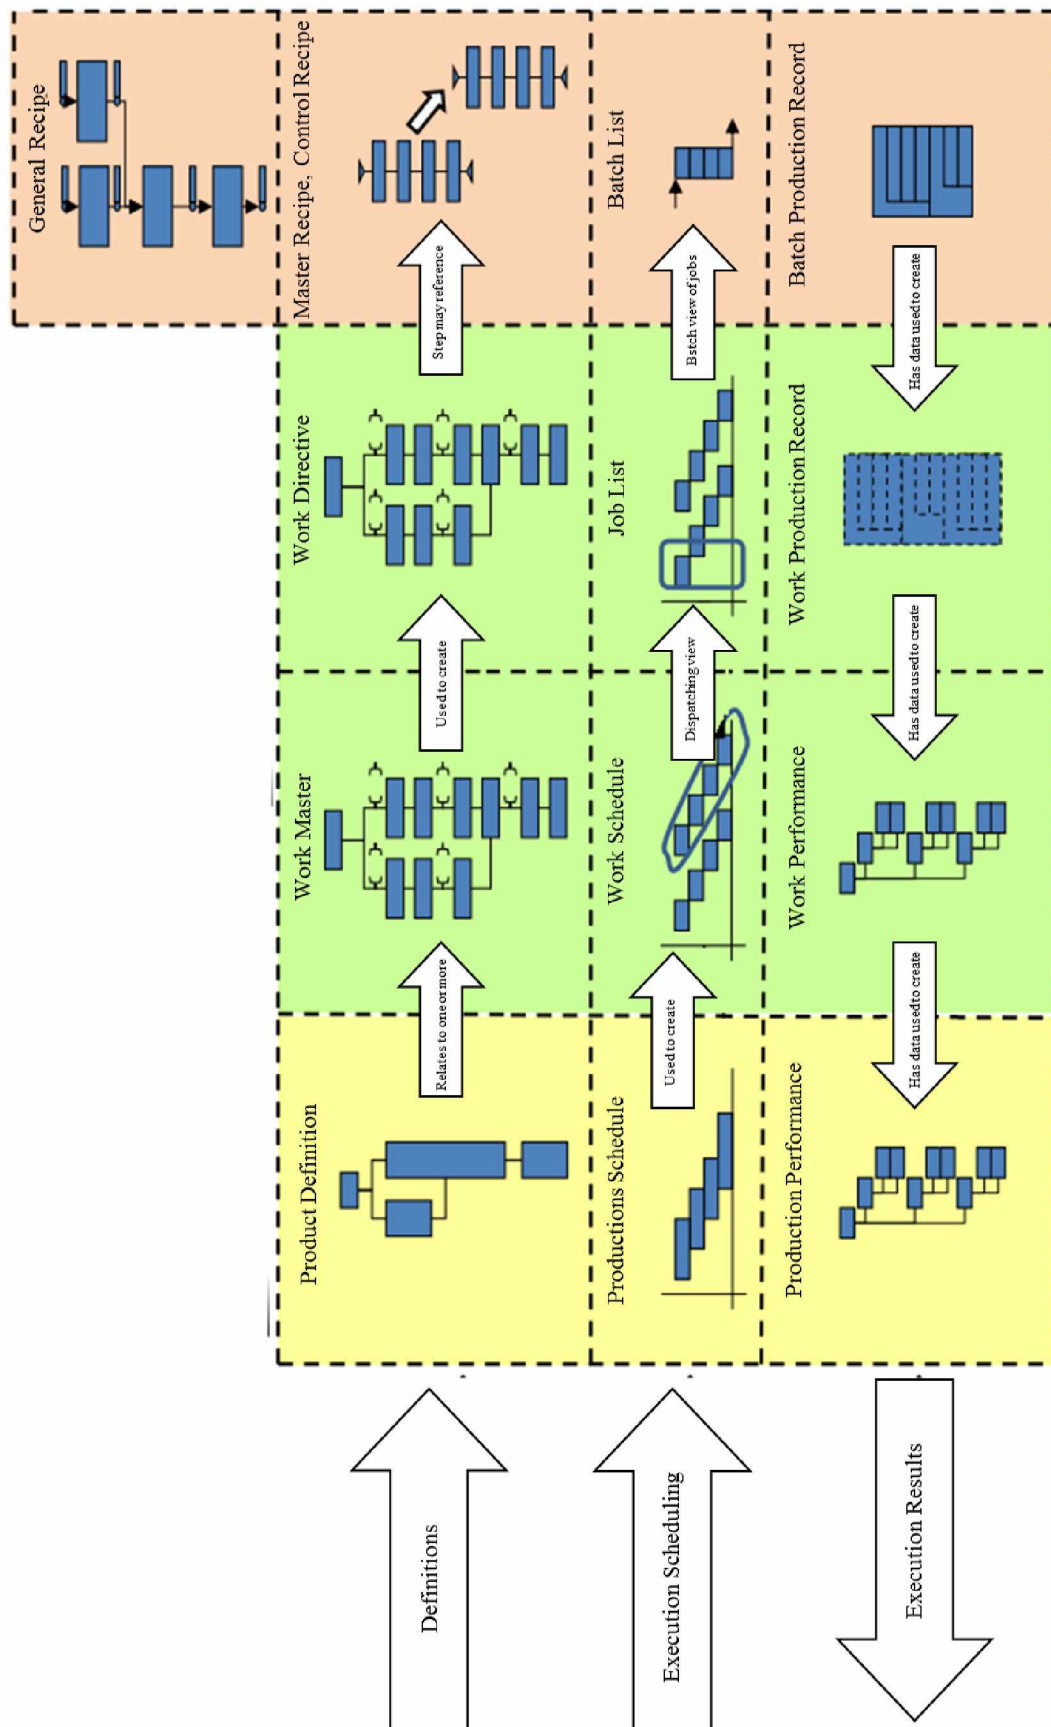 General Recipe
Definitions
Product Definition
Relates to one or more
Work Master
Used to create
Work Directive
Step may reference
Master Recipe, Control Recipe
Execution Scheduling
Productions Schedule
Used to create
Work Schedule
Dispatching view
Job List
Bstch view of jobs
Batch List
Execution Results
Production Performance
Has data used to create
Work Performance
Has data used to create
Work Production Record
Has data used to create
Batch Production Record